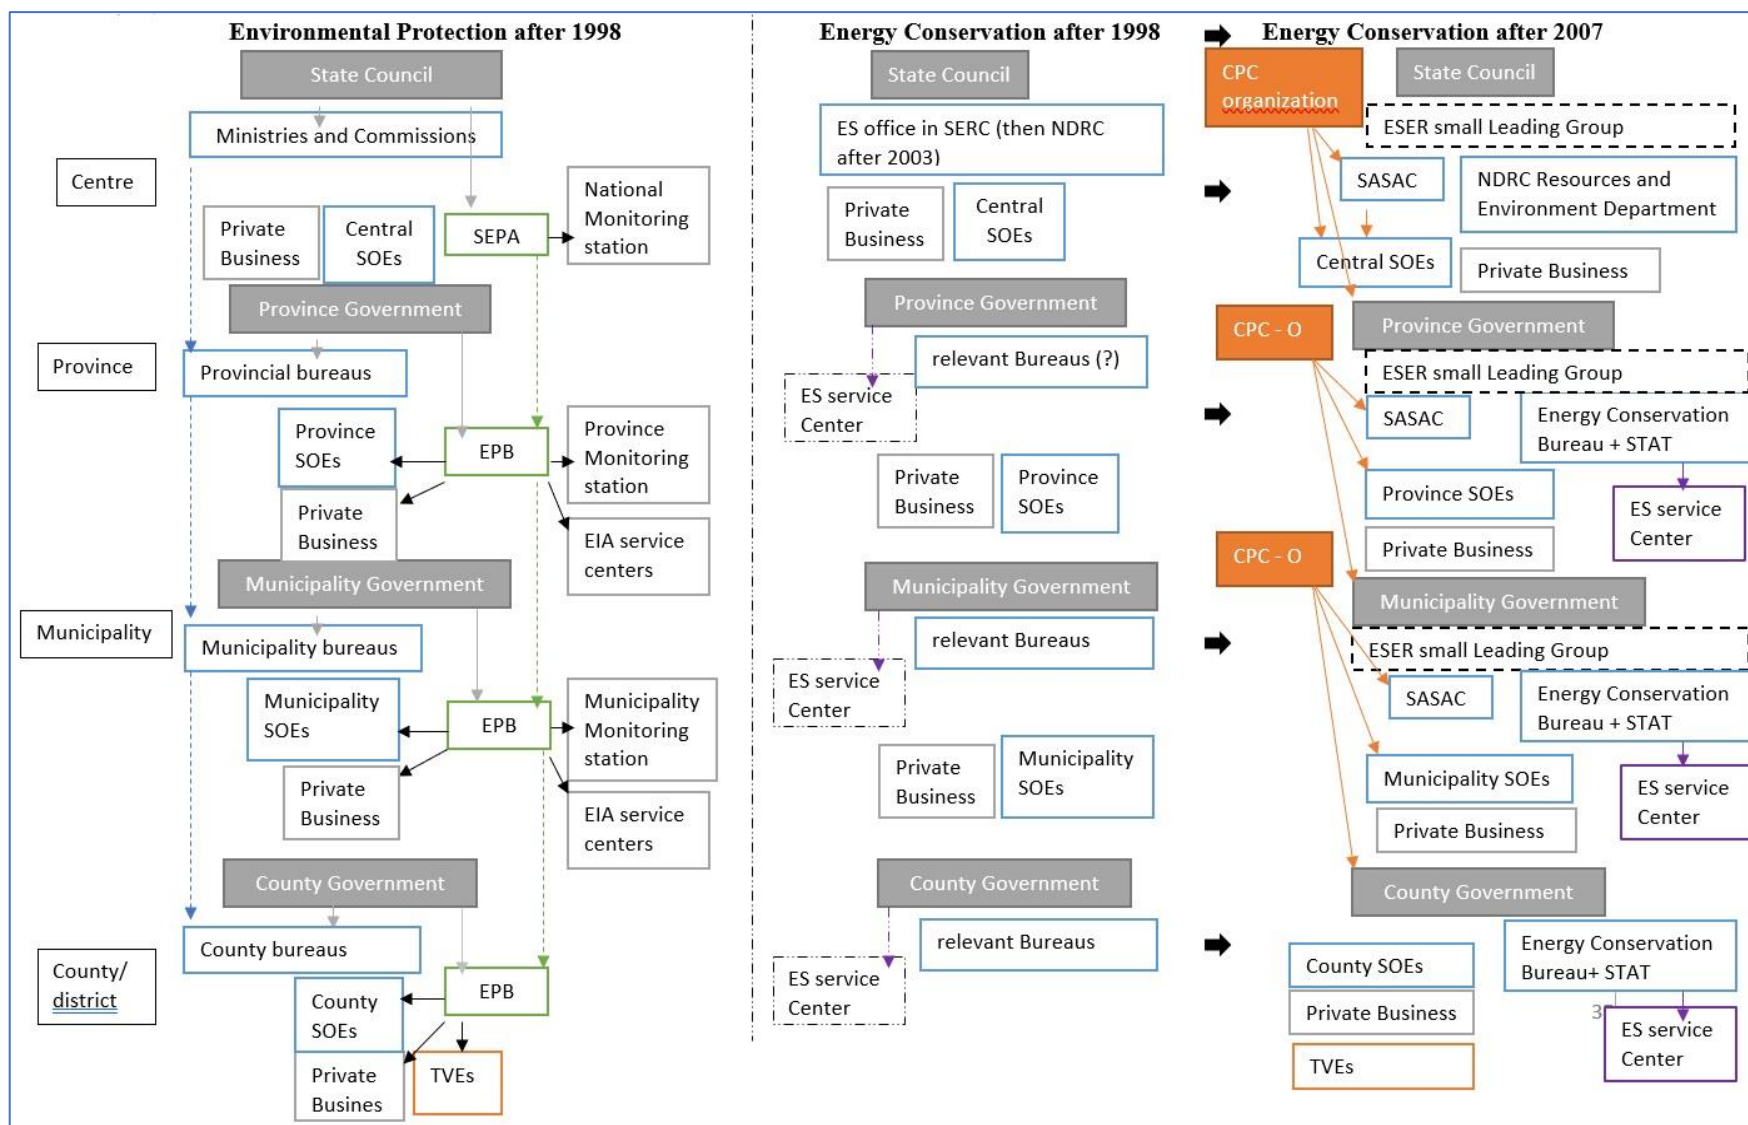 Environmental Protection after 1998
State Council
Ministries and Commissions
Centre
National
Monitoring
station
Private
Business
Central
SOEs
SEPA
Province Government
Province
Provincial bureaus
Province
SOEs
EPB
Province
Monitoring
station
Private
Business
EIA service
centers
Municipality Government
Municipality
Municipality bureaus
Municipality
SOEs
EPB
Municipality
Monitoring
station
Private
Business
EIA service
centers
County Government
County bureaus
County/
district
County
SOEs
EPB
Private
Busines
TVEs
Energy Conservation after 1998
State Council
ES office in SERC (then NDRC
after 2003)
Private
Business
Central
SOEs
Province Government
relevant Bureaus (?)
ES service
Center
Private
Business
Province
SOEs
Municipality Government
relevant Bureaus
ES service
Center
Private
Business
Municipality
SOEs
County Government
relevant Bureaus
ES service
Center
Energy Conservation after 2007
CPC
organization
State Council
ESER small Leading Group
SASAC
NDRC Resources and
Environment Department
Central SOEs
Private Business
CPC - O
Province Government
ESER small Leading Group
SASAC
Energy Conservation
Bureau + STAT
Province SOEs
ES service
Center
Private Business
CPC - O
Municipality Government
ESER small Leading Group
SASAC
Energy Conservation
Bureau + STAT
Municipality SOEs
ES service
Center
Private Business
County Government
Energy Conservation
Bureau+ STAT
County SOEs
Private Business
ES service
Center
TVEs